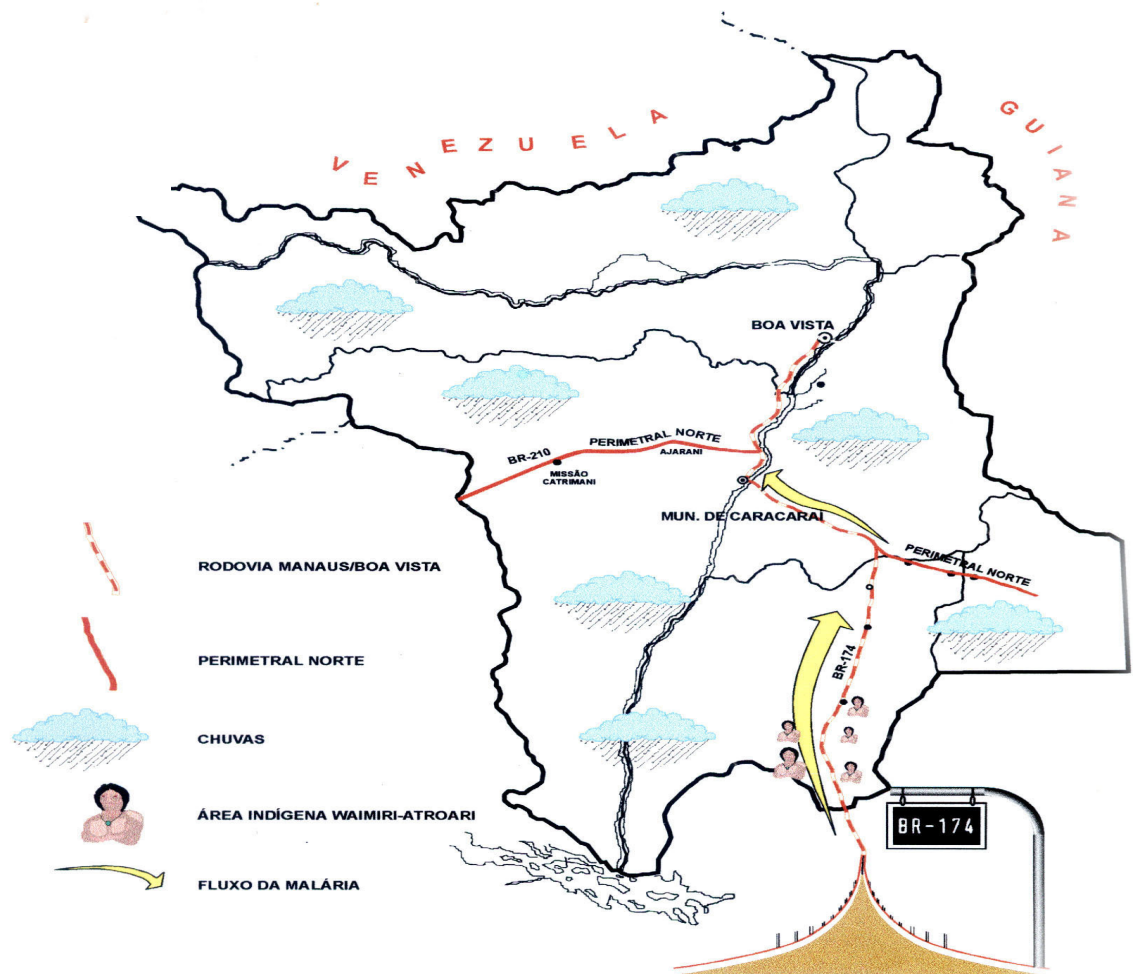 VENEZUELA
GUIANA
BOA VISTA
PERIMETRAL NORTE
BR-210
AJARANI
MISSÃO
CATRIMANI
MUN. DE CARACARAÍ
PERIMETRAL NORTE
BR-174
RODOVIA MANAUS/BOA VISTA
PERIMETRAL NORTE
CHUVAS
ÁREA INDÍGENA WAIMIRI-ATROARI
FLUXO DA MALÁRIA
BR-174